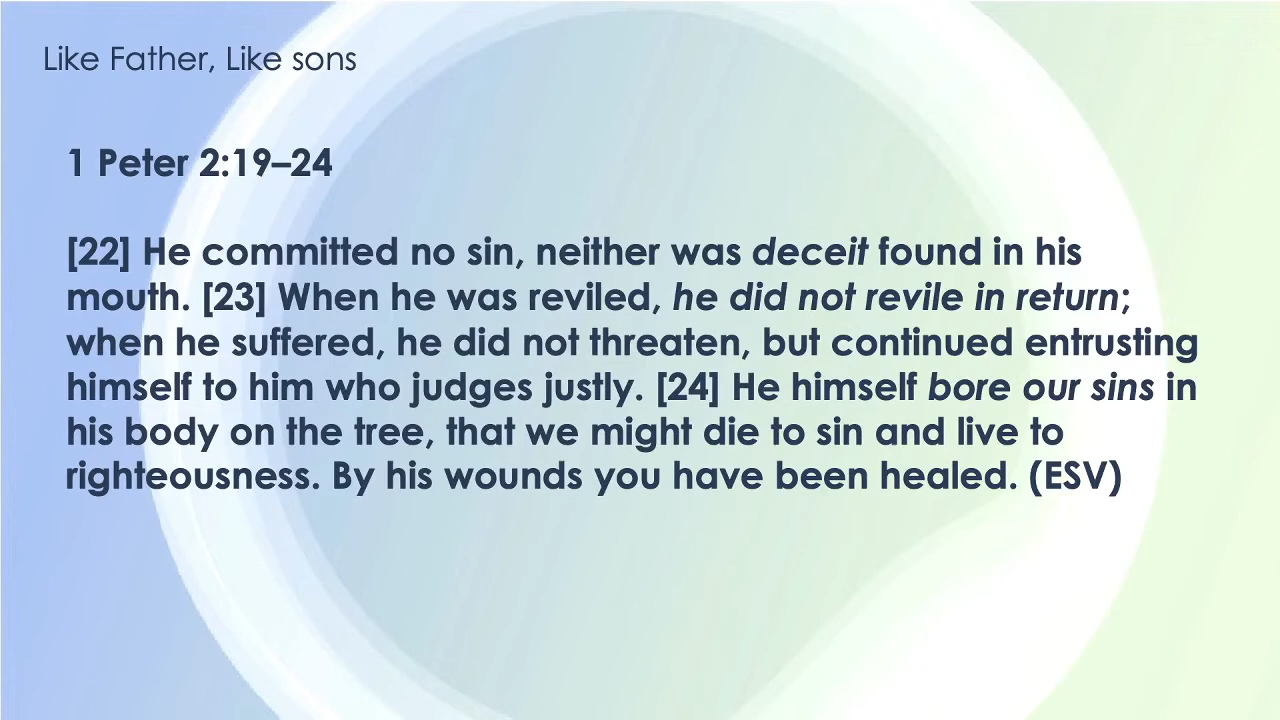 Like Father, Like sons
1 Peter 2:19–24
[22] He committed no sin, neither was deceit found in his
mouth. [23] When he was reviled, he did not revile in return;
when he suffered, he did not threaten, but continued entrusting
himself to him who judges justly. [24] He himself bore our sins in
his body on the tree, that we might die to sin and live to
righteousness. By his wounds you have been healed. (ESV)